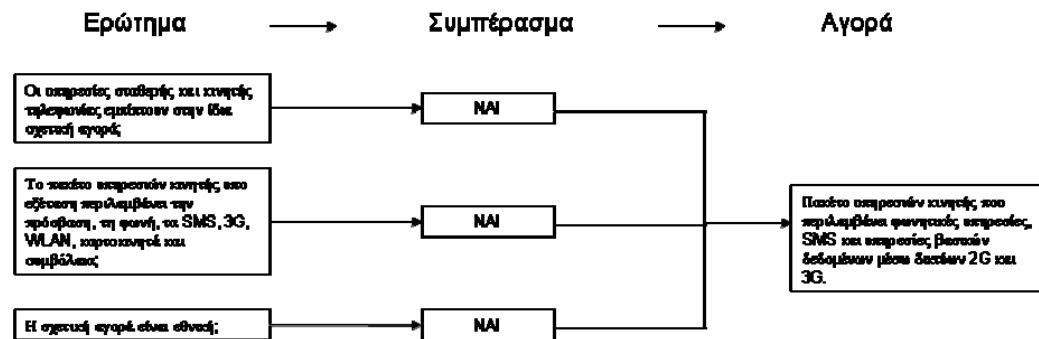 Ερώτημα → Συμπέρασμα → Αγορά
Οι υπηρεσίες σταθερής και κινητής
τηλεφωνίες εμπίπτουν στην ίδια
σχετική αγορά;
ΝΑΙ
Το πακέτο υπηρεσιών κινητής υπο
εξέταση περιλαμβάνει την
πρόσβαση, τη φωνή, τα SMS, 3G,
WLAN, καρτοκινητά και
συμβόλαια;
ΝΑΙ
Πακέτο υπηρεσιών κινητής που
περιλαμβάνει φωνητικές υπηρεσίες,
SMS και υπηρεσίες βασικών
δεδομένων μέσω δικτύων 2G και
3G.
Η σχετική αγορά είναι εθνική;
ΝΑΙ